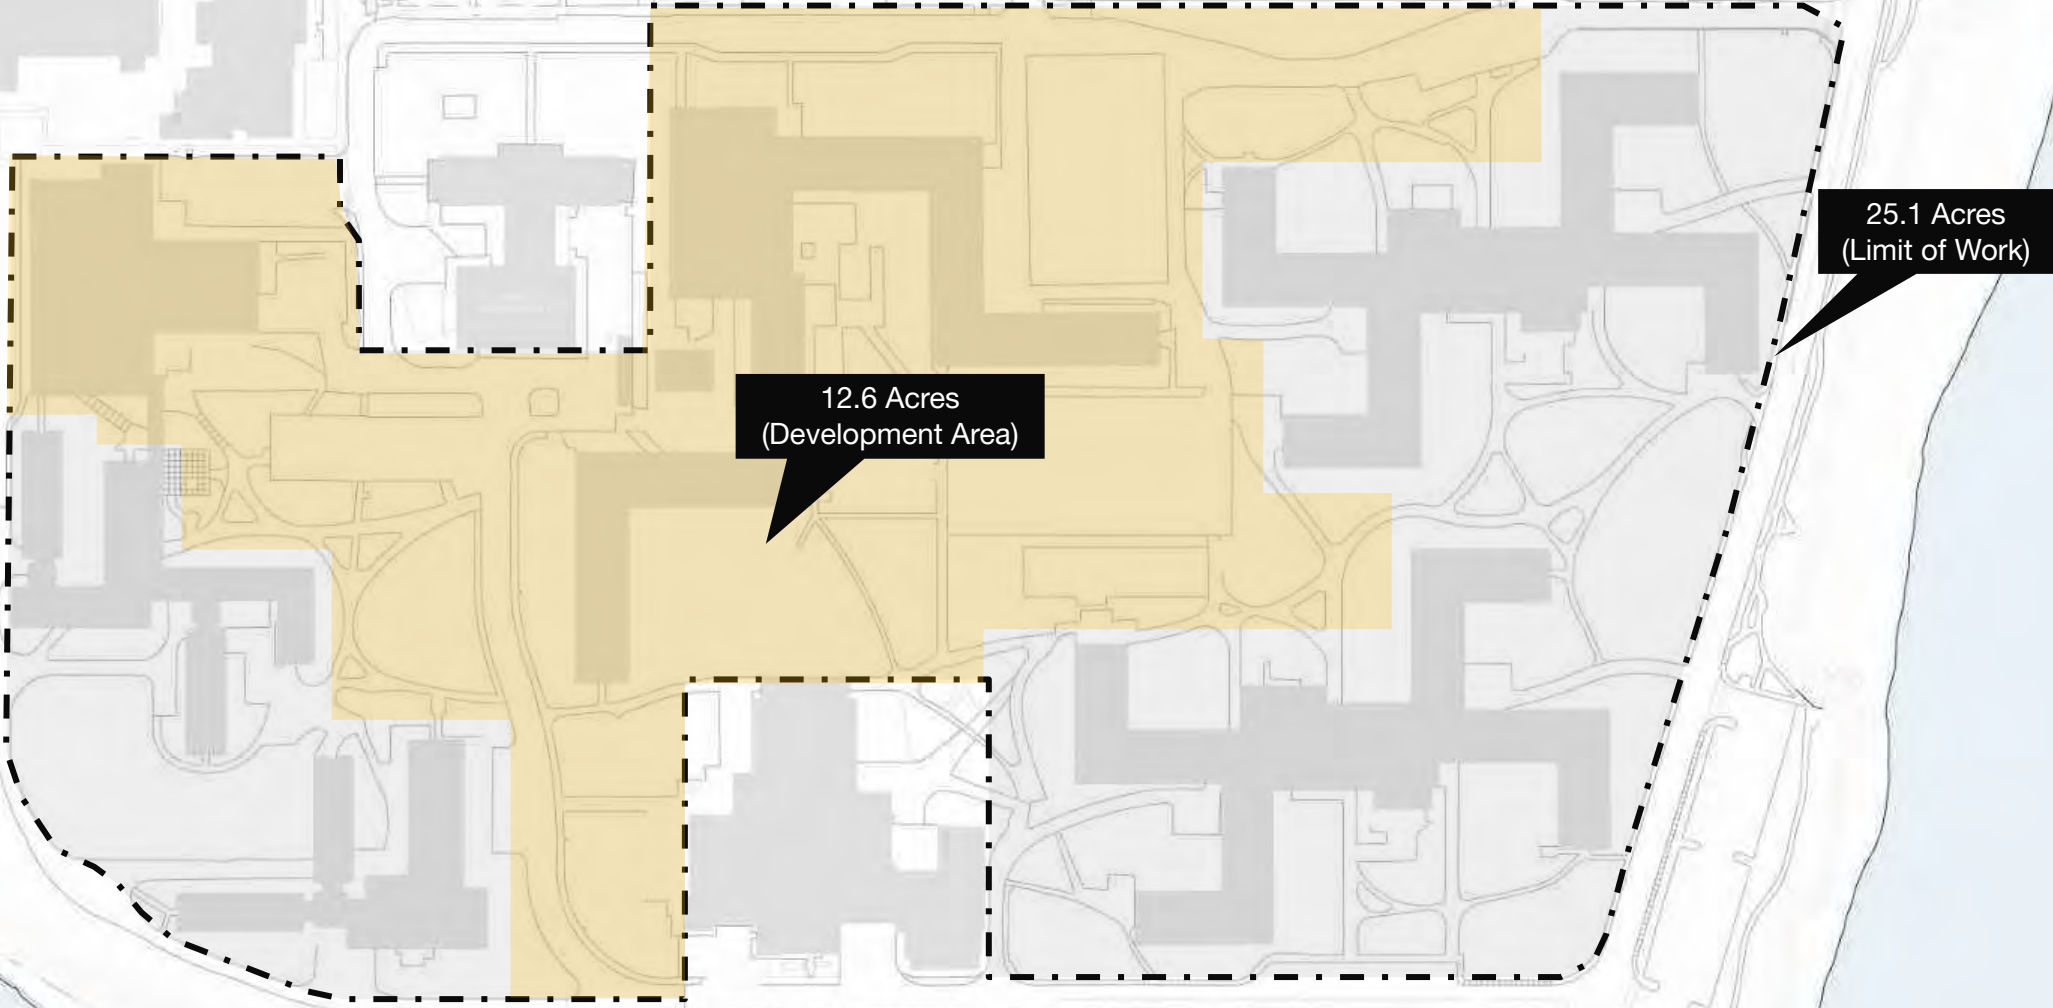 25.1 Acres
(Limit of Work)
12.6 Acres
(Development Area)